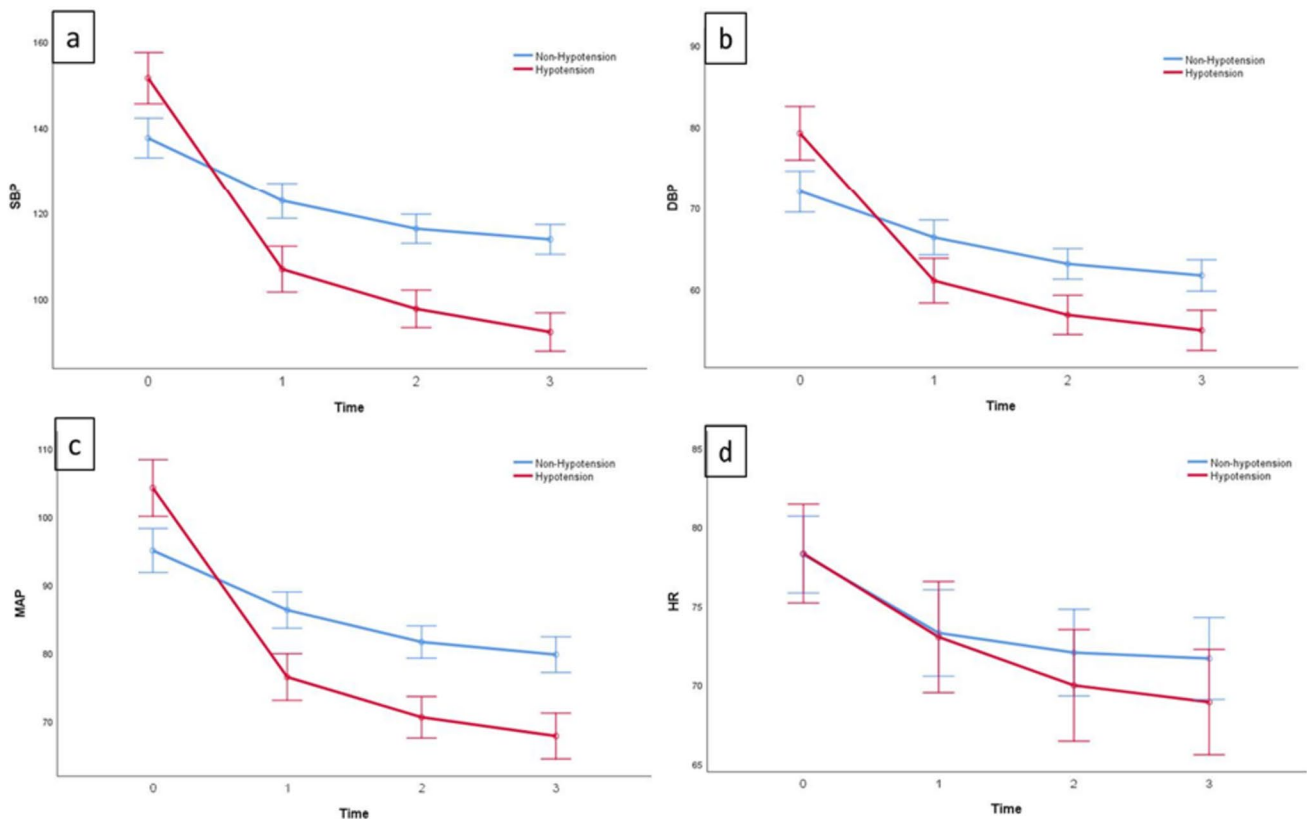 a
160
140
120
100
SBP
Non-Hypotension
Hypotension
0 1 2 3
Time
b
90
80
70
60
DBP
Non-Hypotension
Hypotension
0 1 2 3
Time
c
110
100
90
80
70
MAP
Non-Hypotension
Hypotension
0 1 2 3
Time
d
85
80
75
70
65
HR
Non-hypotension
Hypotension
0 1 2 3
Time